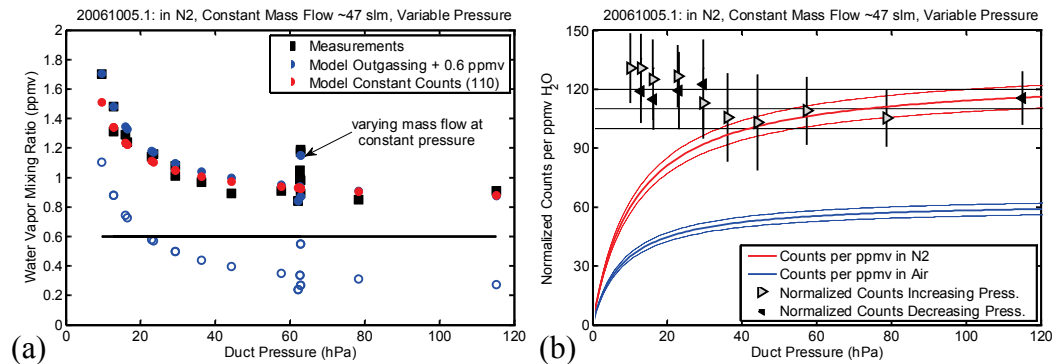 20061005.1: in N2, Constant Mass Flow ~47 slm, Variable Pressure
Water Vapor Mixing Ratio (ppmv)
2
1.8
1.6
1.4
1.2
1
0.8
0.6
0.4
0.2
0
Measurements
Model Outgassing + 0.6 ppmv
Model Constant Counts (110)
varying mass flow at
constant pressure
0 20 40 60 80 100 120
Duct Pressure (hPa)
(a)
20061005.1: in N2, Constant Mass Flow ~47 slm, Variable Pressure
Normalized Counts per ppmv H2O
150
120
90
60
30
0
Counts per ppmv in N2
Counts per ppmv in Air
Normalized Counts Increasing Press.
Normalized Counts Decreasing Press.
0 20 40 60 80 100 120
Duct Pressure (hPa)
(b)